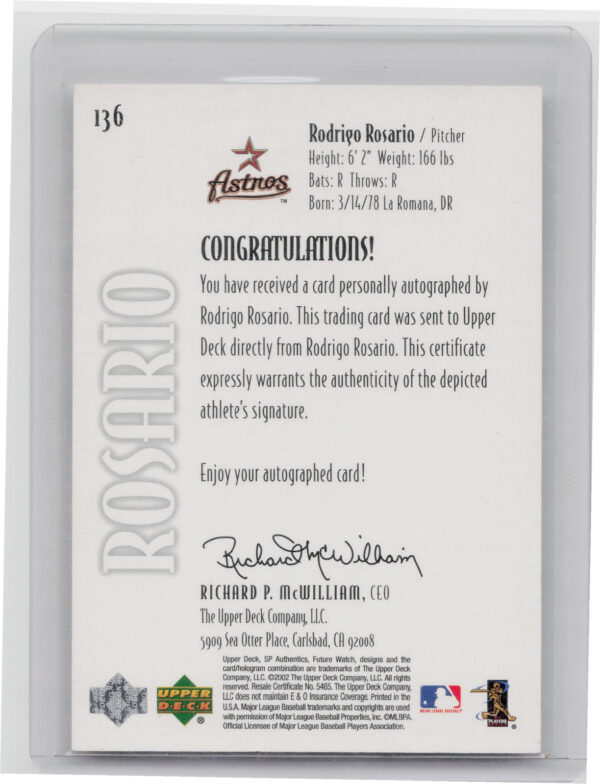 136
Rodrigo Rosario / Pitcher
Height: 6' 2" Weight: 166 lbs
Bats: R Throws: R
Born: 3/14/78 La Romana, DR
Astros
TM
CONGRATULATIONS!
You have received a card personally autographed by
Rodrigo Rosario. This trading card was sent to Upper
Deck directly from Rodrigo Rosario. This certificate
expressly warrants the authenticity of the depicted
athlete's signature.
Enjoy your autographed card!
ROSARIO
Richard McWilliam
RICHARD P. McWILLIAM, CEO
The Upper Deck Company, LLC.
5909 Sea Otter Place, Carlsbad, CA 92008
Upper Deck, SP Authentics, Future Watch, designs and the
card/hologram combination are trademarks of The Upper Deck
Company, LLC. ©2002 The Upper Deck Company, LLC. All rights
reserved. Resale Certificate No. 5465. The Upper Deck Company,
LLC does not maintain E & O Insurance Coverage. Printed in the
U.S.A. Major League Baseball trademarks and copyrights are used
with permission of Major League Baseball Properties, Inc. ©MLBPA.
Official Licensee of Major League Baseball Players Association.
UPPER
DECK
®
MAJOR LEAGUE BASEBALL
PLAYERS